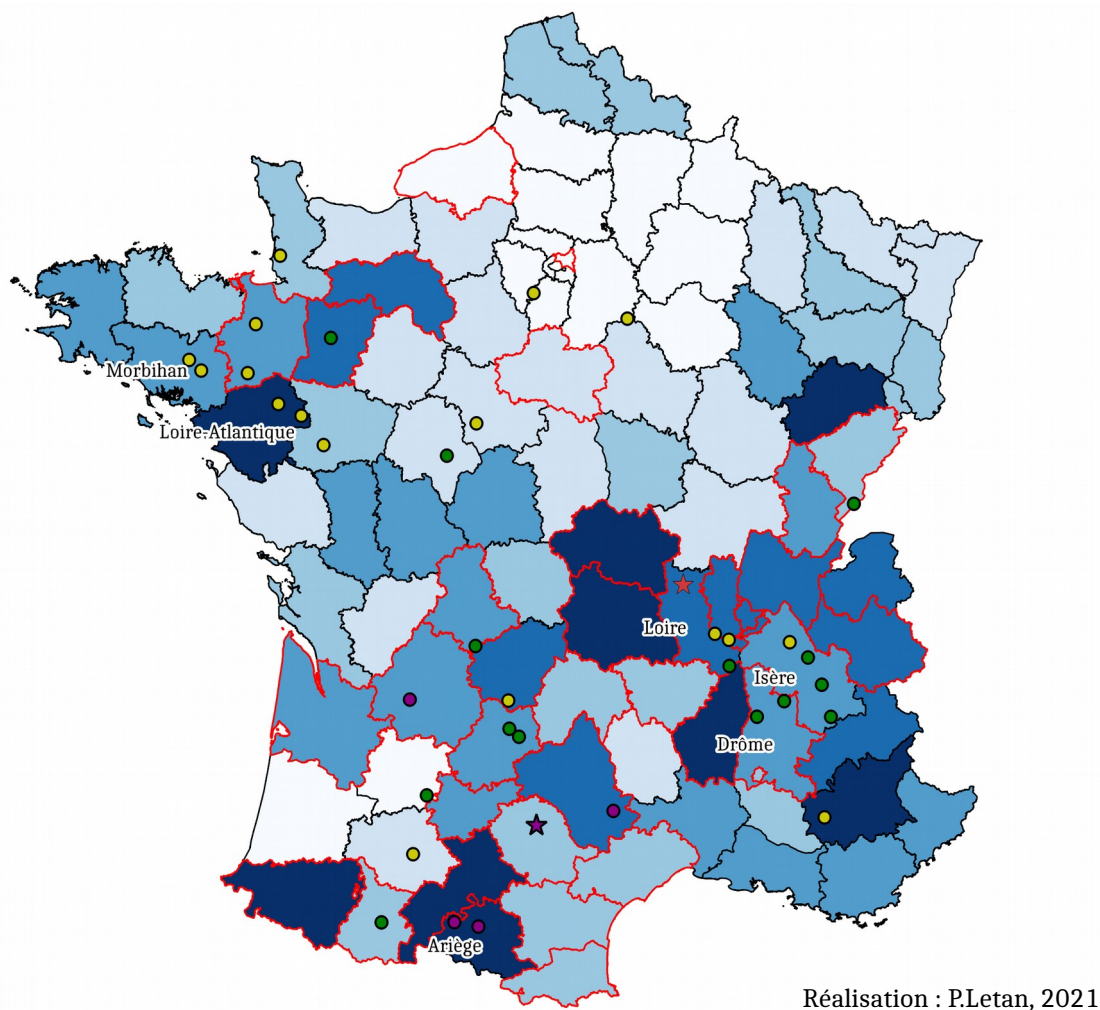 Morbihan
Loire-Atlantique
Loire
Isère
Drôme
Ariège
Réalisation : P.Letan, 2021